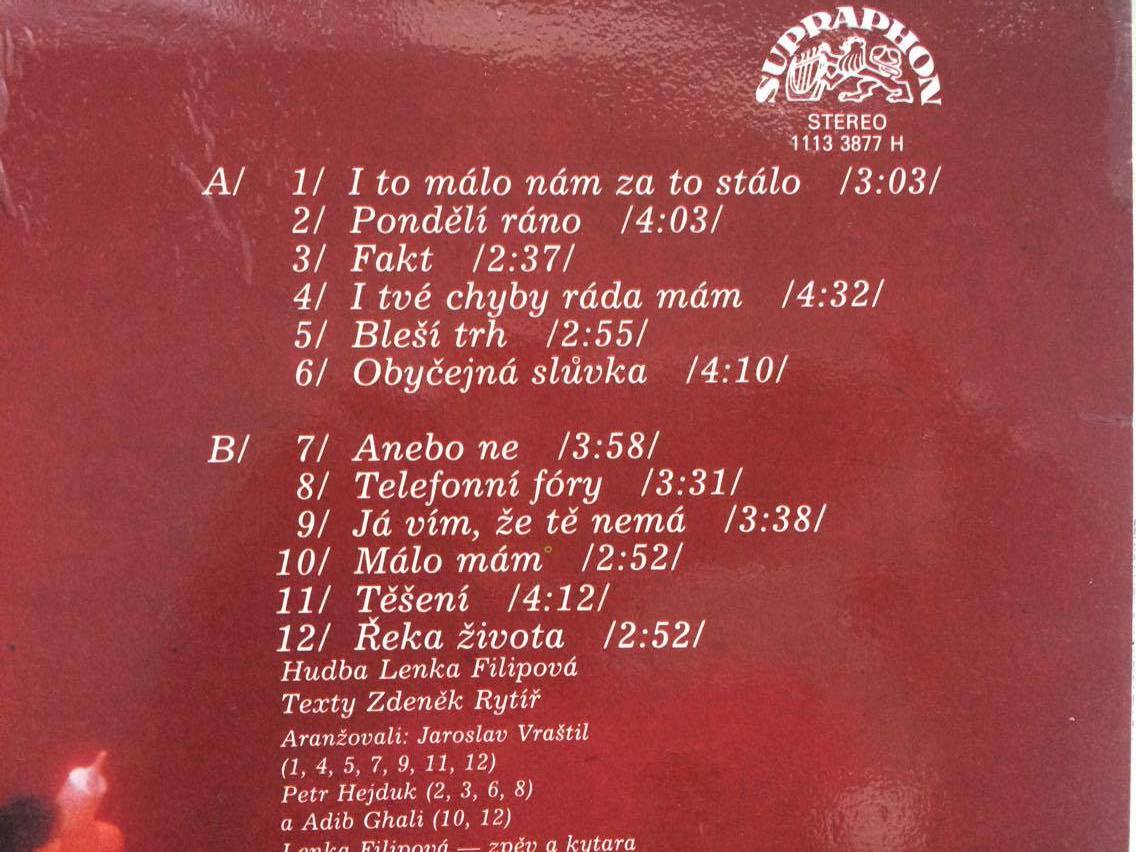 SUPRAPHON
STEREO
1113 3877 H
A/ 1/ I to málo nám za to stálo /3:03/
2/ Pondělí ráno /4:03/
3/ Fakt /2:37/
4/ I tvé chyby ráda mám /4:32/
5/ Bleší trh /2:55/
6/ Obyčejná slůvka /4:10/
B/ 7/ Anebo ne /3:58/
8/ Telefonní fóry /3:31/
9/ Já vím, že tě nemá /3:38/
10/ Málo mám /2:52/
11/ Těšení /4:12/
12/ Řeka života /2:52/
Hudba Lenka Filipová
Texty Zdeněk Rytíř
Aranžovali: Jaroslav Vraštil
(1, 4, 5, 7, 9, 11, 12)
Petr Hejduk (2, 3, 6, 8)
a Adib Ghali (10, 12)
Lenka Filipová — zpěv a kytara